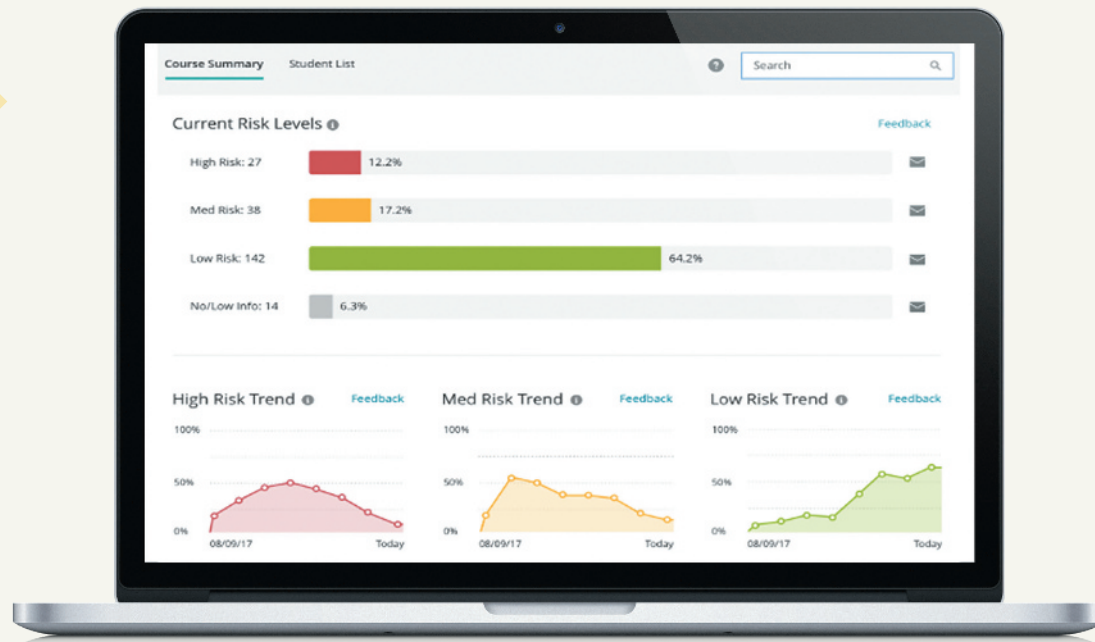 Course Summary Student List Search
Current Risk Levels Feedback
High Risk: 27 12.2%
Med Risk: 38 17.2%
Low Risk: 142 64.2%
No/Low Info: 14 6.3%
High Risk Trend Feedback Med Risk Trend Feedback Low Risk Trend Feedback
100% 100% 100%
50% 50% 50%
0% 0% 0%
08/09/17 Today 08/09/17 Today 08/09/17 Today